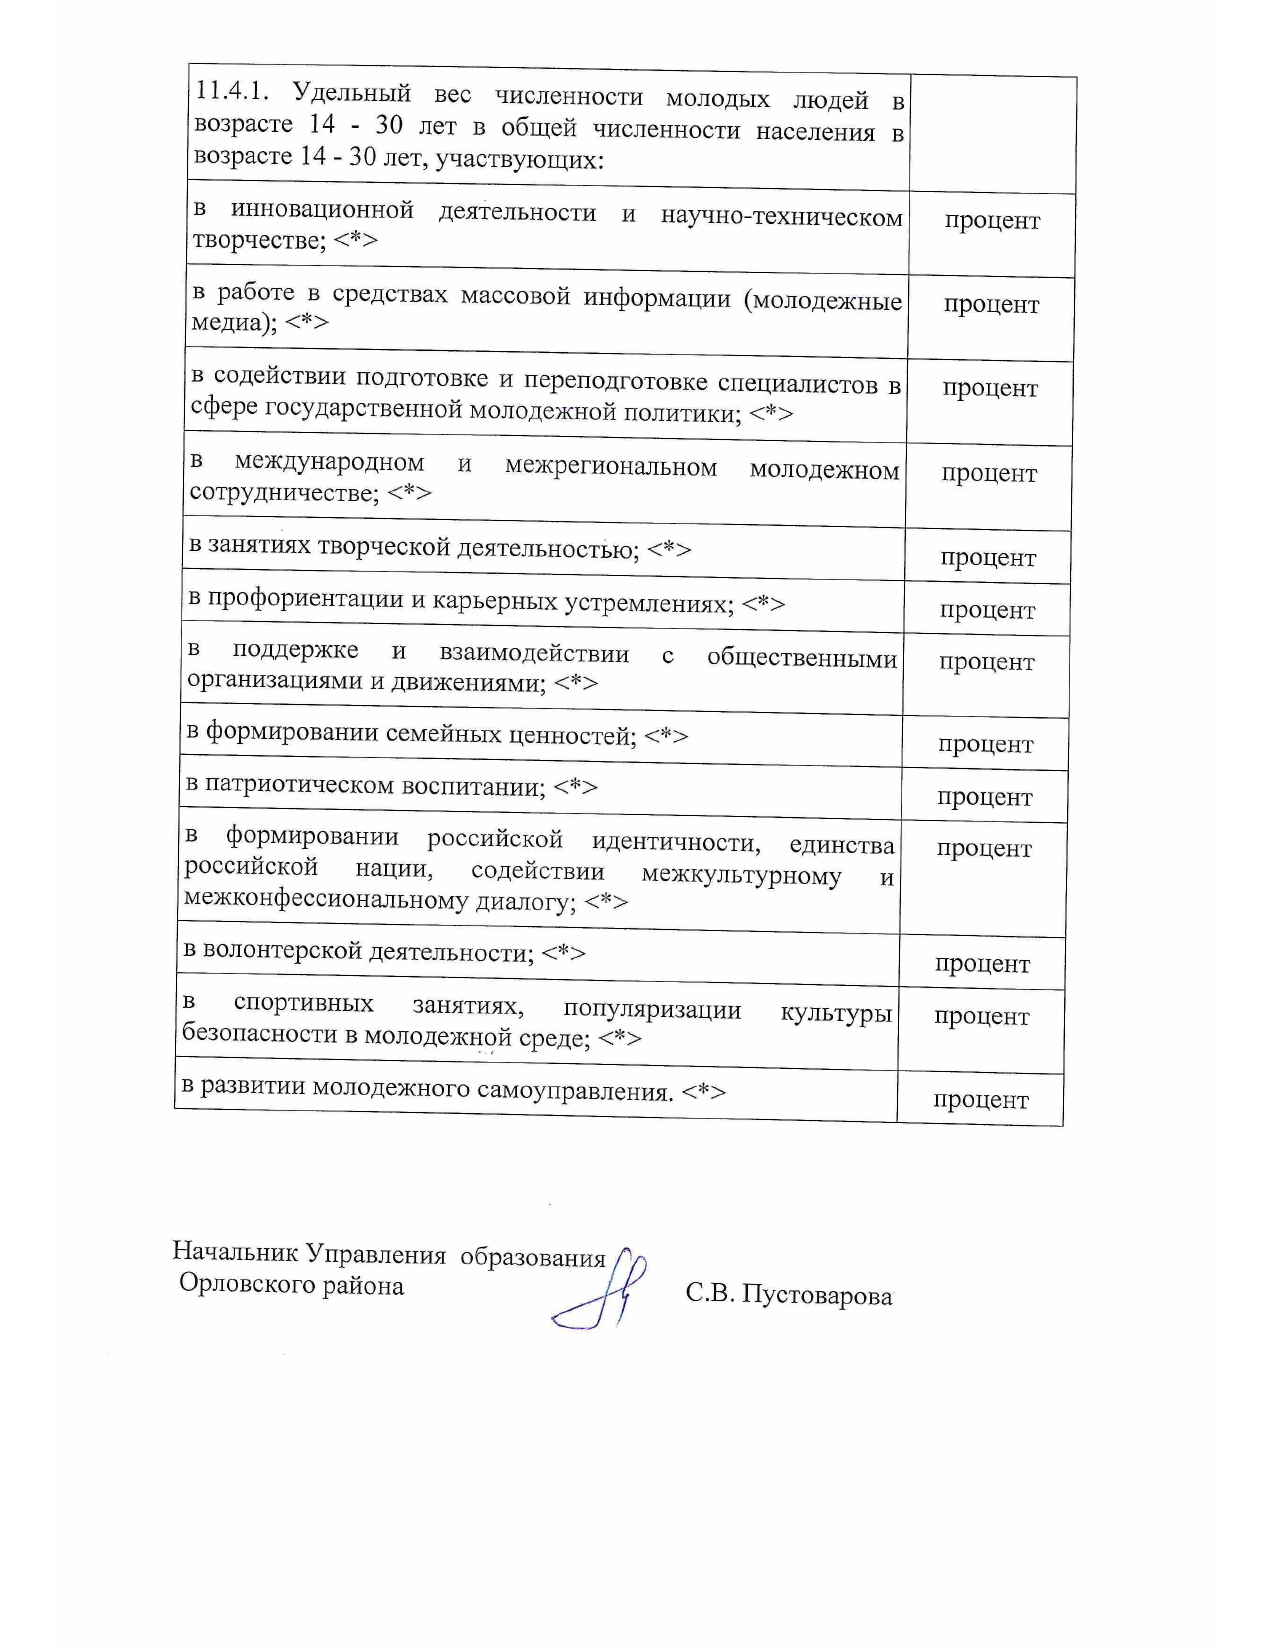 11.4.1. Удельный вес численности молодых людей в
возрасте 14 - 30 лет в общей численности населения в
возрасте 14 - 30 лет, участвующих:
в инновационной деятельности и научно-техническом
творчестве; <*>
процент
в работе в средствах массовой информации (молодежные
медиа); <*>
процент
в содействии подготовке и переподготовке специалистов в
сфере государственной молодежной политики; <*>
процент
в международном и межрегиональном молодежном
сотрудничестве; <*>
процент
в занятиях творческой деятельностью; <*>
процент
в профориентации и карьерных устремлениях; <*>
процент
в поддержке и взаимодействии с общественными
организациями и движениями; <*>
процент
в формировании семейных ценностей; <*>
процент
в патриотическом воспитании; <*>
процент
в формировании российской идентичности, единства
российской нации, содействии межкультурному и
межконфессиональному диалогу; <*>
процент
в волонтерской деятельности; <*>
процент
в спортивных занятиях, популяризации культуры
безопасности в молодежной среде; <*>
процент
в развитии молодежного самоуправления. <*>
процент
Начальник Управления образования
Орловского района
С.В. Пустоварова